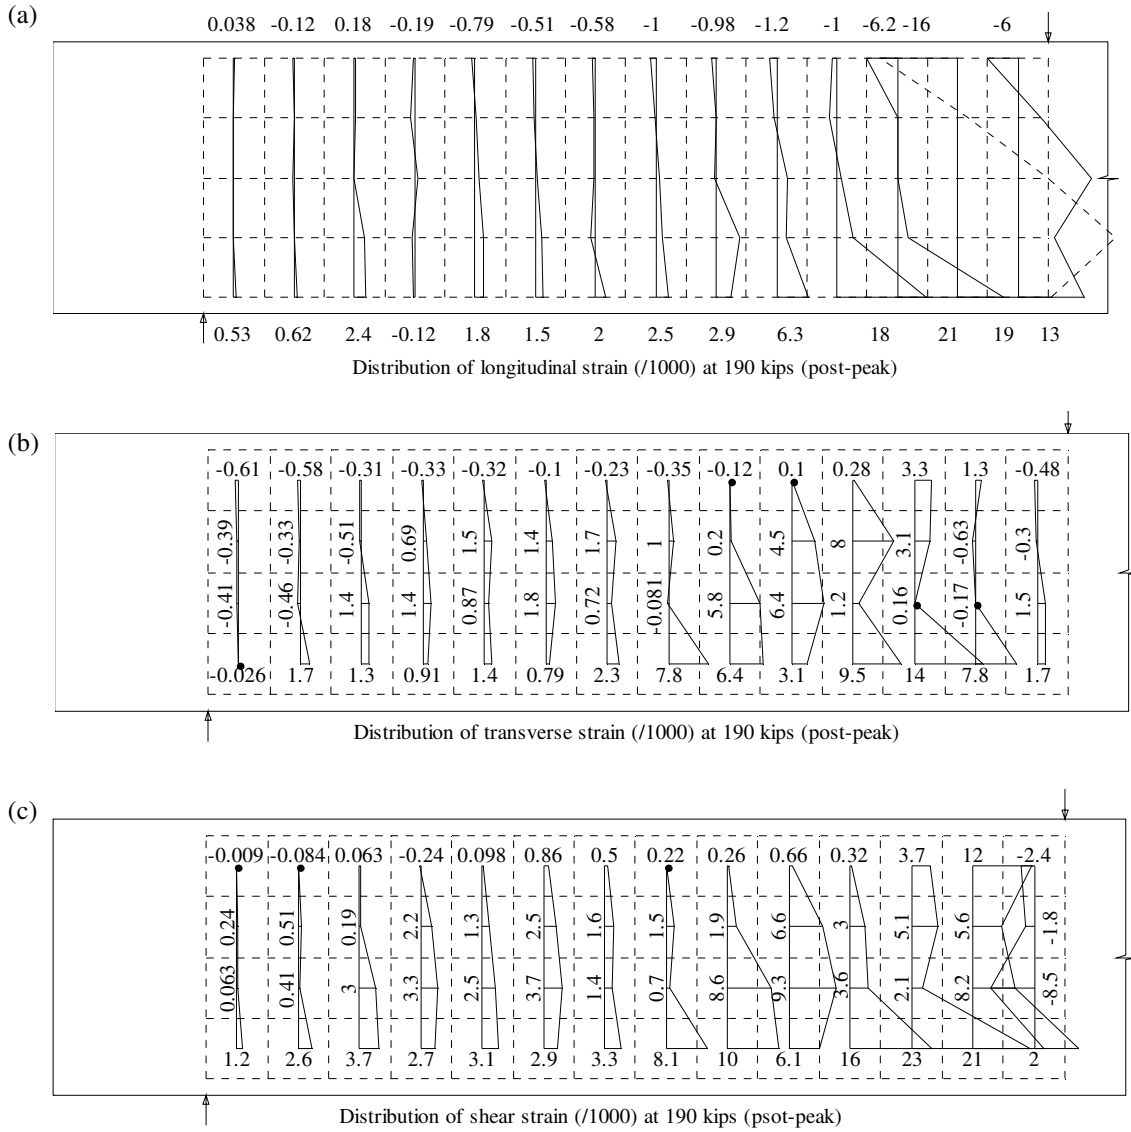 (a)
0.038 -0.12 0.18 -0.19 -0.79 -0.51 -0.58 -1 -0.98 -1.2 -1 -6.2 -16 -6
0.53 0.62 2.4 -0.12 1.8 1.5 2 2.5 2.9 6.3 18 21 19 13
Distribution of longitudinal strain (/1000) at 190 kips (post-peak)
(b)
-0.61 -0.58 -0.31 -0.33 -0.32 -0.1 -0.23 -0.35 -0.12 0.1 0.28 3.3 1.3 -0.48
-0.39 -0.33 -0.51 0.69 1.5 1.4 1.7 1 0.2 4.5 8 3.1 -0.63 -0.3
-0.41 -0.46 1.4 1.4 0.87 1.8 0.72 -0.081 5.8 6.4 1.2 0.16 -0.17 1.5
-0.026 1.7 1.3 0.91 1.4 0.79 2.3 7.8 6.4 3.1 9.5 14 7.8 1.7
Distribution of transverse strain (/1000) at 190 kips (post-peak)
(c)
-0.009 -0.084 0.063 -0.24 0.098 0.86 0.5 0.22 0.26 0.66 0.32 3.7 12 -2.4
0.24 0.51 0.19 2.2 1.3 2.5 1.6 1.5 1.9 6.6 3 5.1 5.6 -1.8
0.063 0.41 3 3.3 2.5 3.7 1.4 0.7 8.6 9.3 3.6 2.1 8.2 -8.5
1.2 2.6 3.7 2.7 3.1 2.9 3.3 8.1 10 6.1 16 23 21 2
Distribution of shear strain (/1000) at 190 kips (psot-peak)